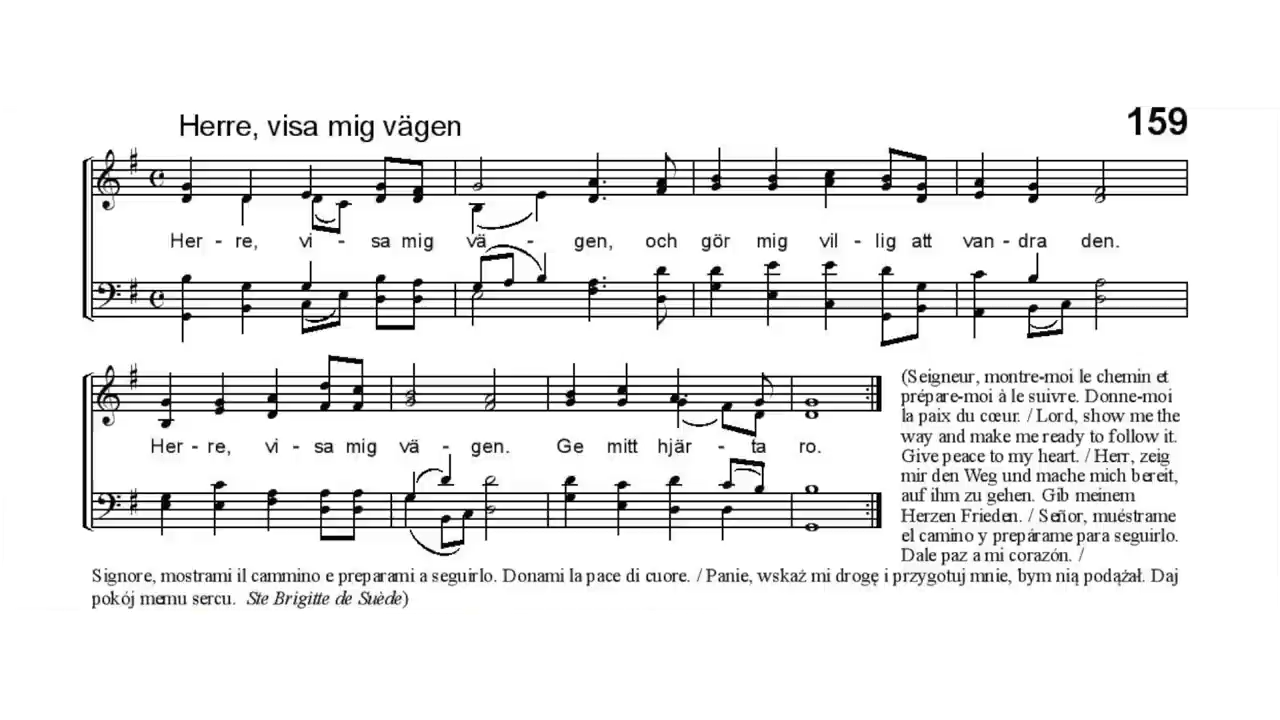 Herre, visa mig vägen
159
Her - re, vi - sa mig vä - gen, och gör mig vil - lig att van - dra den.
Her - re, vi - sa mig vä - gen. Ge mitt hjär - ta ro.
(Seigneur, montre-moi le chemin et
prépare-moi à le suivre. Donne-moi
la paix du cœur. / Lord, show me the
way and make me ready to follow it.
Give peace to my heart. / Herr, zeig
mir den Weg und mache mich bereit,
auf ihm zu gehen. Gib meinem
Herzen Frieden. / Señor, muéstrame
el camino y prepárame para seguirlo.
Dale paz a mi corazón. /
Signore, mostrami il cammino e preparami a seguirlo. Donami la pace di cuore. / Panie, wskaż mi drogę i przygotuj mnie, bym nią podążał. Daj
pokój memu sercu. Ste Brigitte de Suède)